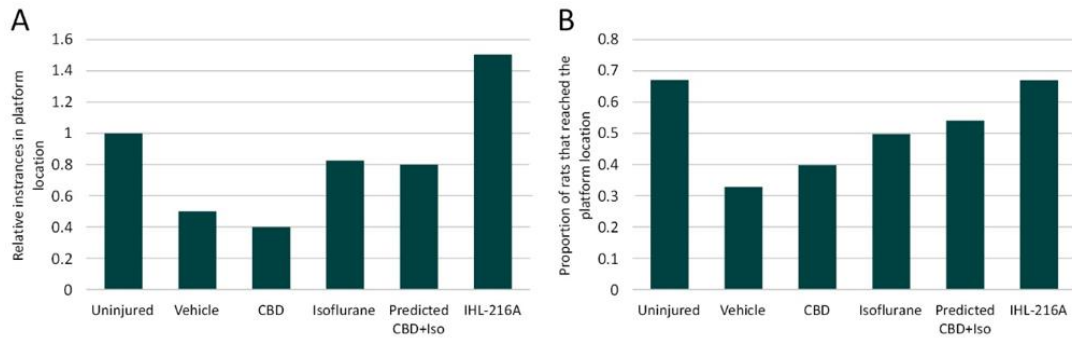 A
Relative instrances in platform
location
1.6
1.4
1.2
1
0.8
0.6
0.4
0.2
0
Uninjured Vehicle CBD Isoflurane Predicted IHL-216A
CBD+Iso
B
Proportion of rats that reached the
platform location
0.8
0.7
0.6
0.5
0.4
0.3
0.2
0.1
0
Uninjured Vehicle CBD Isoflurane Predicted IHL-216A
CBD+Iso